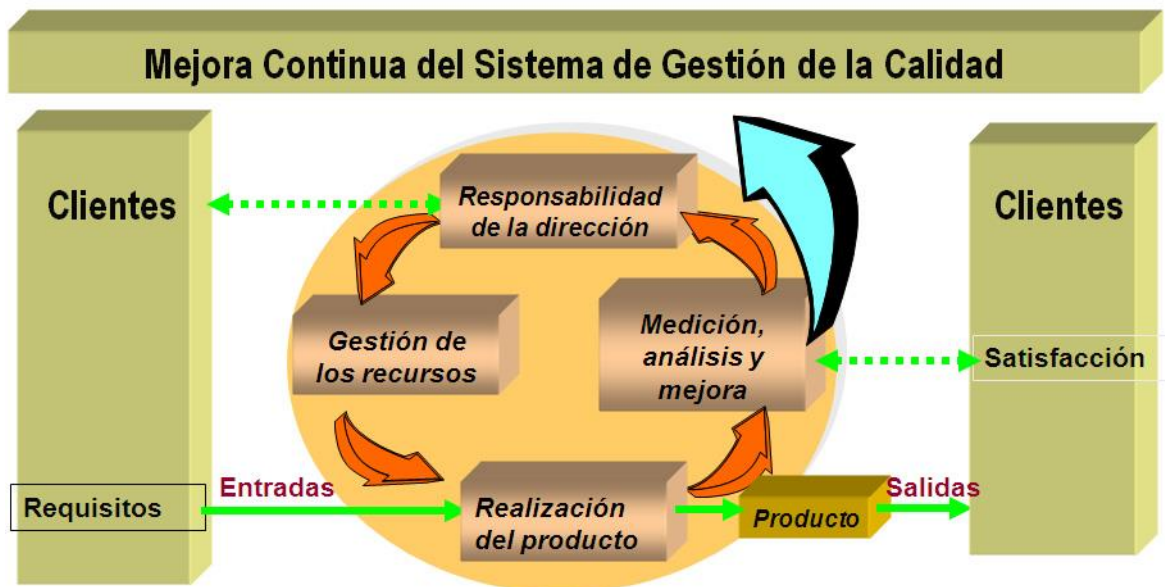 Mejora Continua del Sistema de Gestión de la Calidad
Clientes
Responsabilidad
de la dirección
Clientes
Gestión de
los recursos
Medición,
análisis y
mejora
Satisfacción
Requisitos
Entradas
Realización
del producto
Producto
Salidas